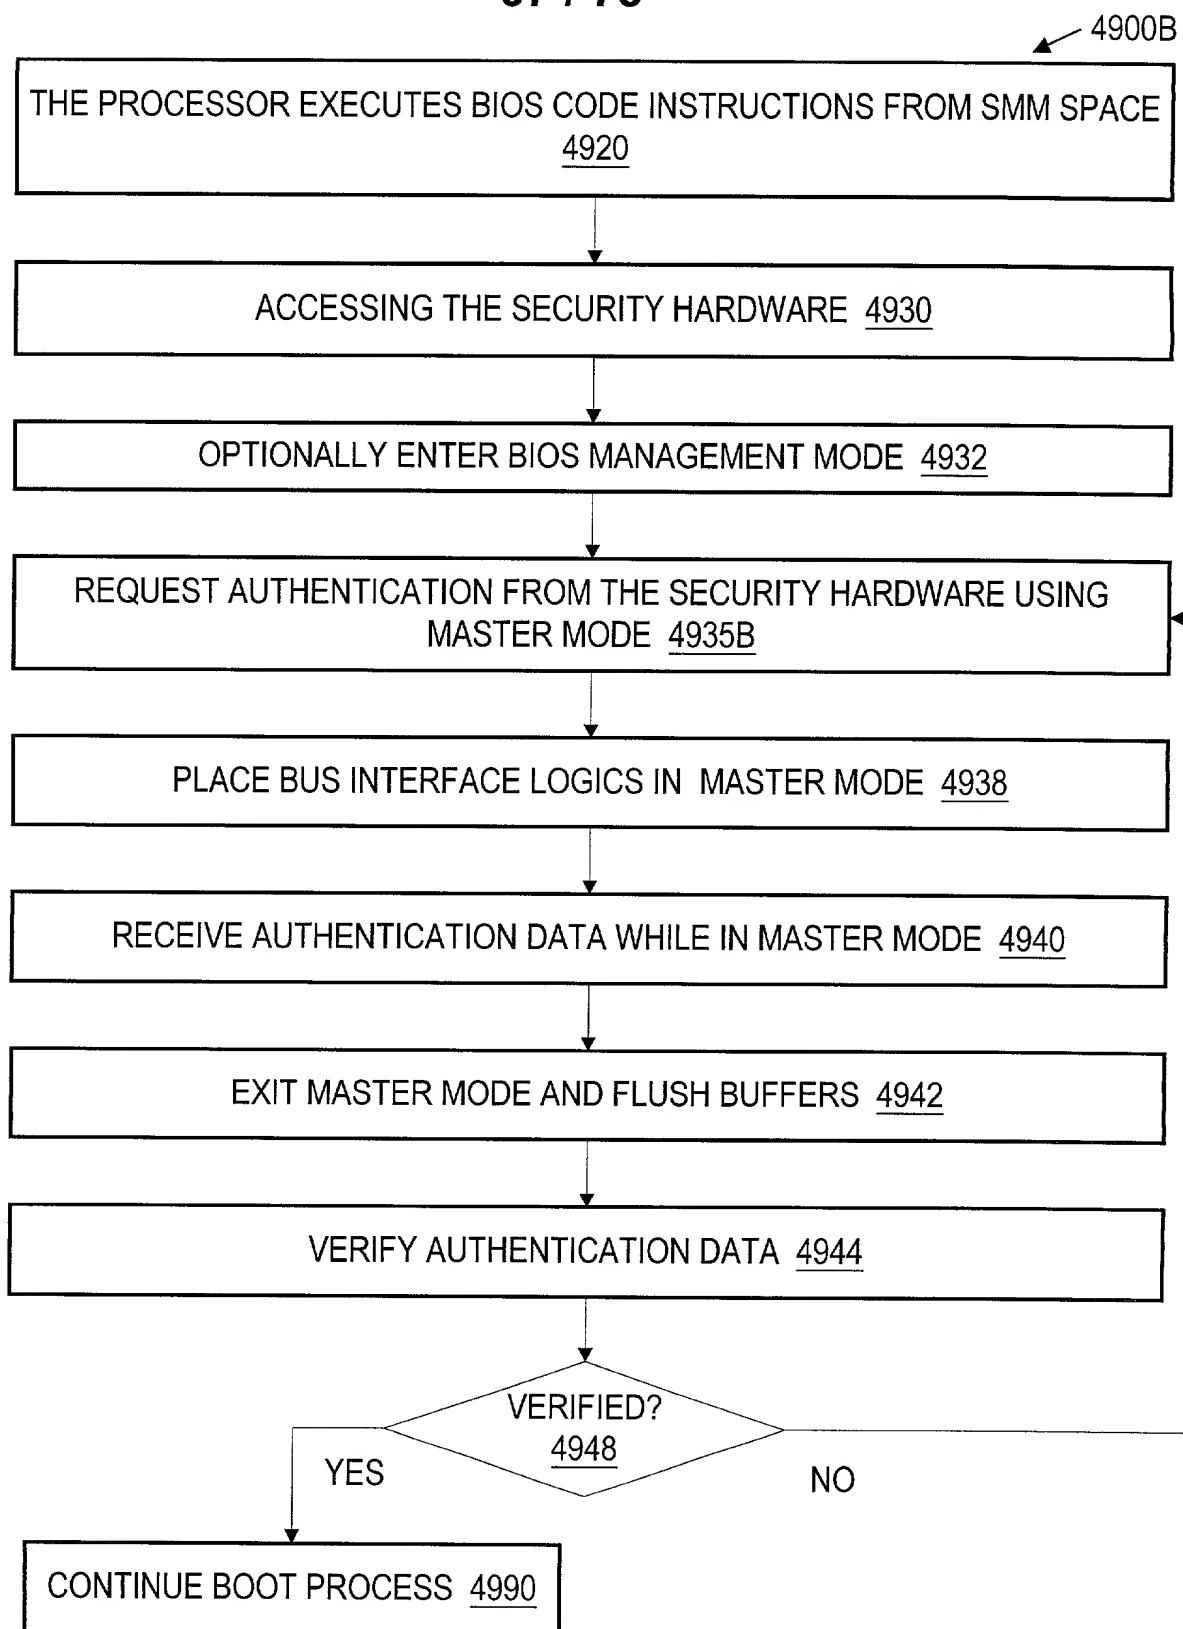 4900B
THE PROCESSOR EXECUTES BIOS CODE INSTRUCTIONS FROM SMM SPACE
4920
ACCESSING THE SECURITY HARDWARE 4930
OPTIONALLY ENTER BIOS MANAGEMENT MODE 4932
REQUEST AUTHENTICATION FROM THE SECURITY HARDWARE USING
MASTER MODE 4935B
PLACE BUS INTERFACE LOGICS IN MASTER MODE 4938
RECEIVE AUTHENTICATION DATA WHILE IN MASTER MODE 4940
EXIT MASTER MODE AND FLUSH BUFFERS 4942
VERIFY AUTHENTICATION DATA 4944
VERIFIED?
4948
YES
NO
CONTINUE BOOT PROCESS 4990